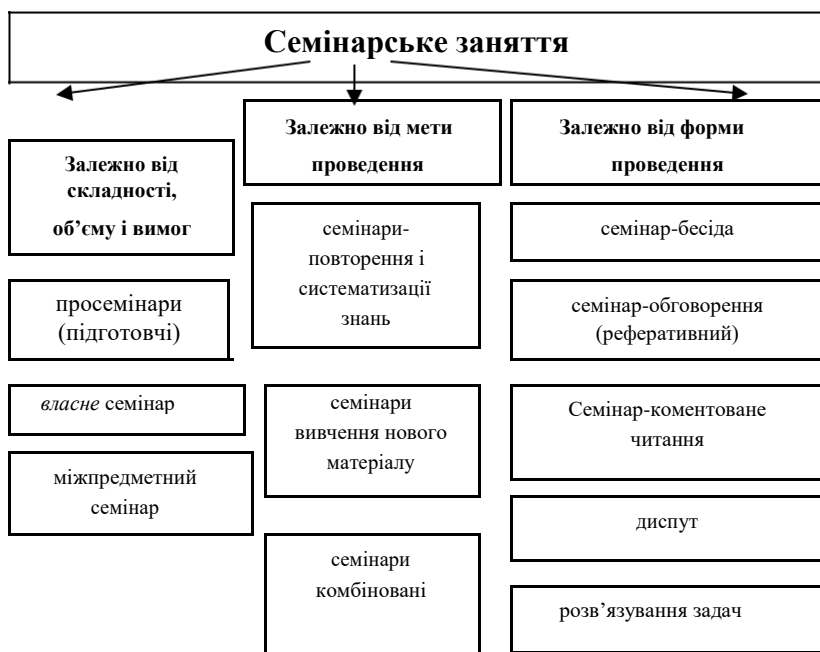 Семінарське заняття
Залежно від
складності,
об’єму і вимог
просемінари
(підготовчі)
власне семінар
міжпредметний
семінар
Залежно від мети
проведення
семінари-
повторення і
систематизації
знань
семінари
вивчення нового
матеріалу
семінари
комбіновані
Залежно від форми
проведення
семінар-бесіда
семінар-обговорення
(реферативний)
Семінар-коментоване
читання
диспут
розв’язування задач